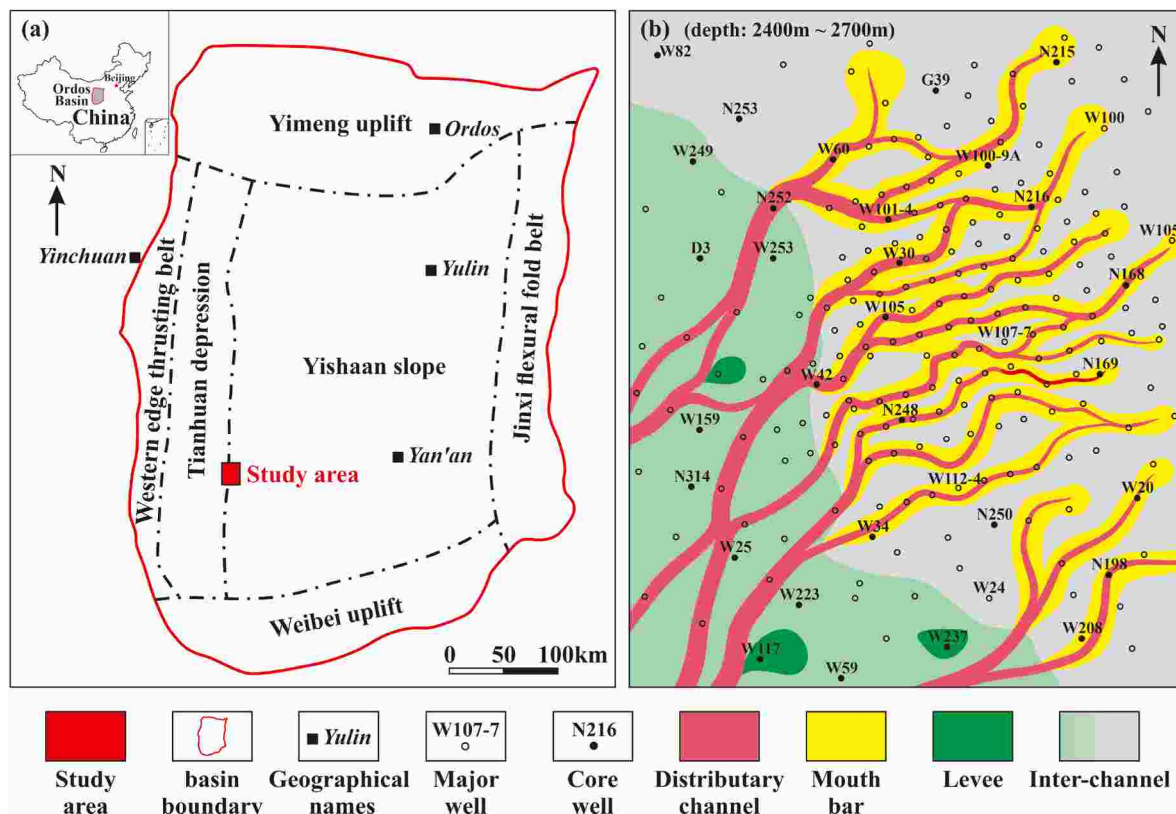 (a)
Beijing
Ordos
Basin
China
N
Yimeng uplift
Ordos
Yinchuan
Western edge thrusting belt
Tianhuan depression
Yulin
Yishaan slope
Jinxi flexural fold belt
Yan'an
Study area
Weibei uplift
0 50 100km
(b) (depth: 2400m ~ 2700m)
N
W82
N215
G39
N253
W100
W249
W60
W100-9A
N252
W101-4
N216
D3
W253
W30
W105
N168
W105
W107-7
W42
N169
W159
N248
N314
W112-4
W20
N250
W34
W25
N198
W24
W223
W208
W237
W117
W59
Yulin
W107-7
N216
Study
area
basin
boundary
Geographical
names
Major
well
Core
well
Distributary
channel
Mouth
bar
Levee
Inter-channel